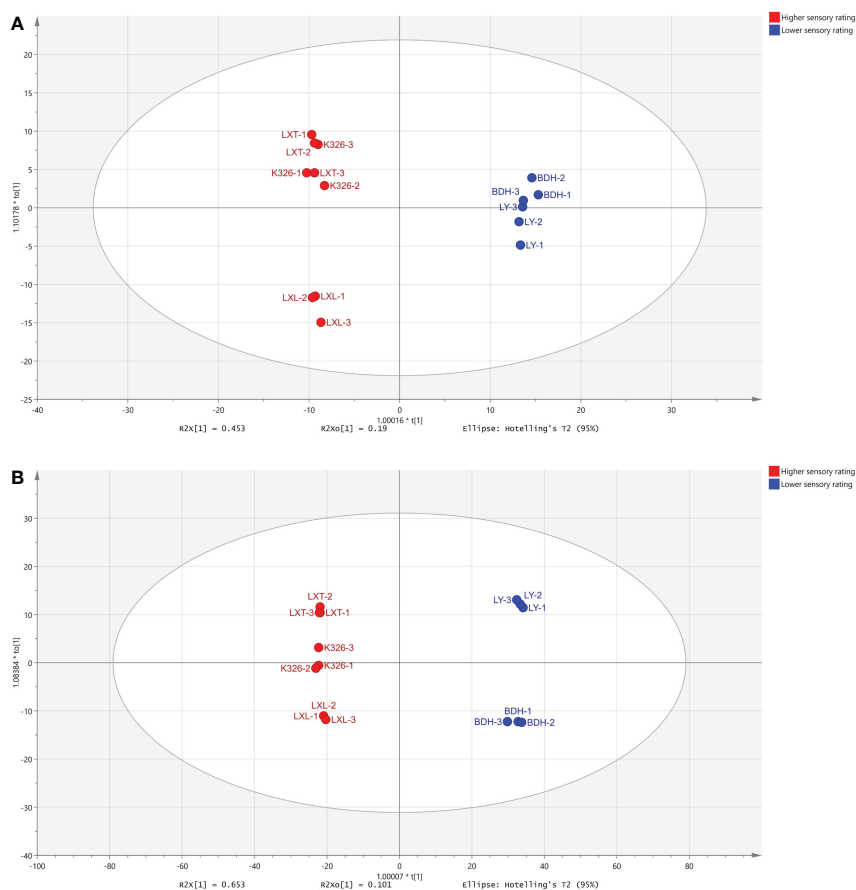 A
Higher sensory rating
Lower sensory rating
1.10178 * to[1]
20
15
10
5
0
-5
-10
-15
-20
-25
LXT-1
K326-3
LXT-2
K326-1
LXT-3
K326-2
LXL-2
LXL-1
LXL-3
BDH-2
BDH-3
BDH-1
LY-3
LY-2
LY-1
-40 -30 -20 -10 0 10 20 30
1.00016 * t[1]
R2X[1] = 0.453 R2Xo[1] = 0.19 Ellipse: Hotelling's T2 (95%)
B
Higher sensory rating
Lower sensory rating
1.08384 * to[1]
30
20
10
0
-10
-20
-30
-40
LXT-2
LXT-3
LXT-1
K326-3
K326-2
K326-1
LXL-2
LXL-1
LXL-3
LY-2
LY-3
LY-1
BDH-1
BDH-3
BDH-2
-100 -80 -60 -40 -20 0 20 40 60 80
1.00007 * t[1]
R2X[1] = 0.653 R2Xo[1] = 0.101 Ellipse: Hotelling's T2 (95%)